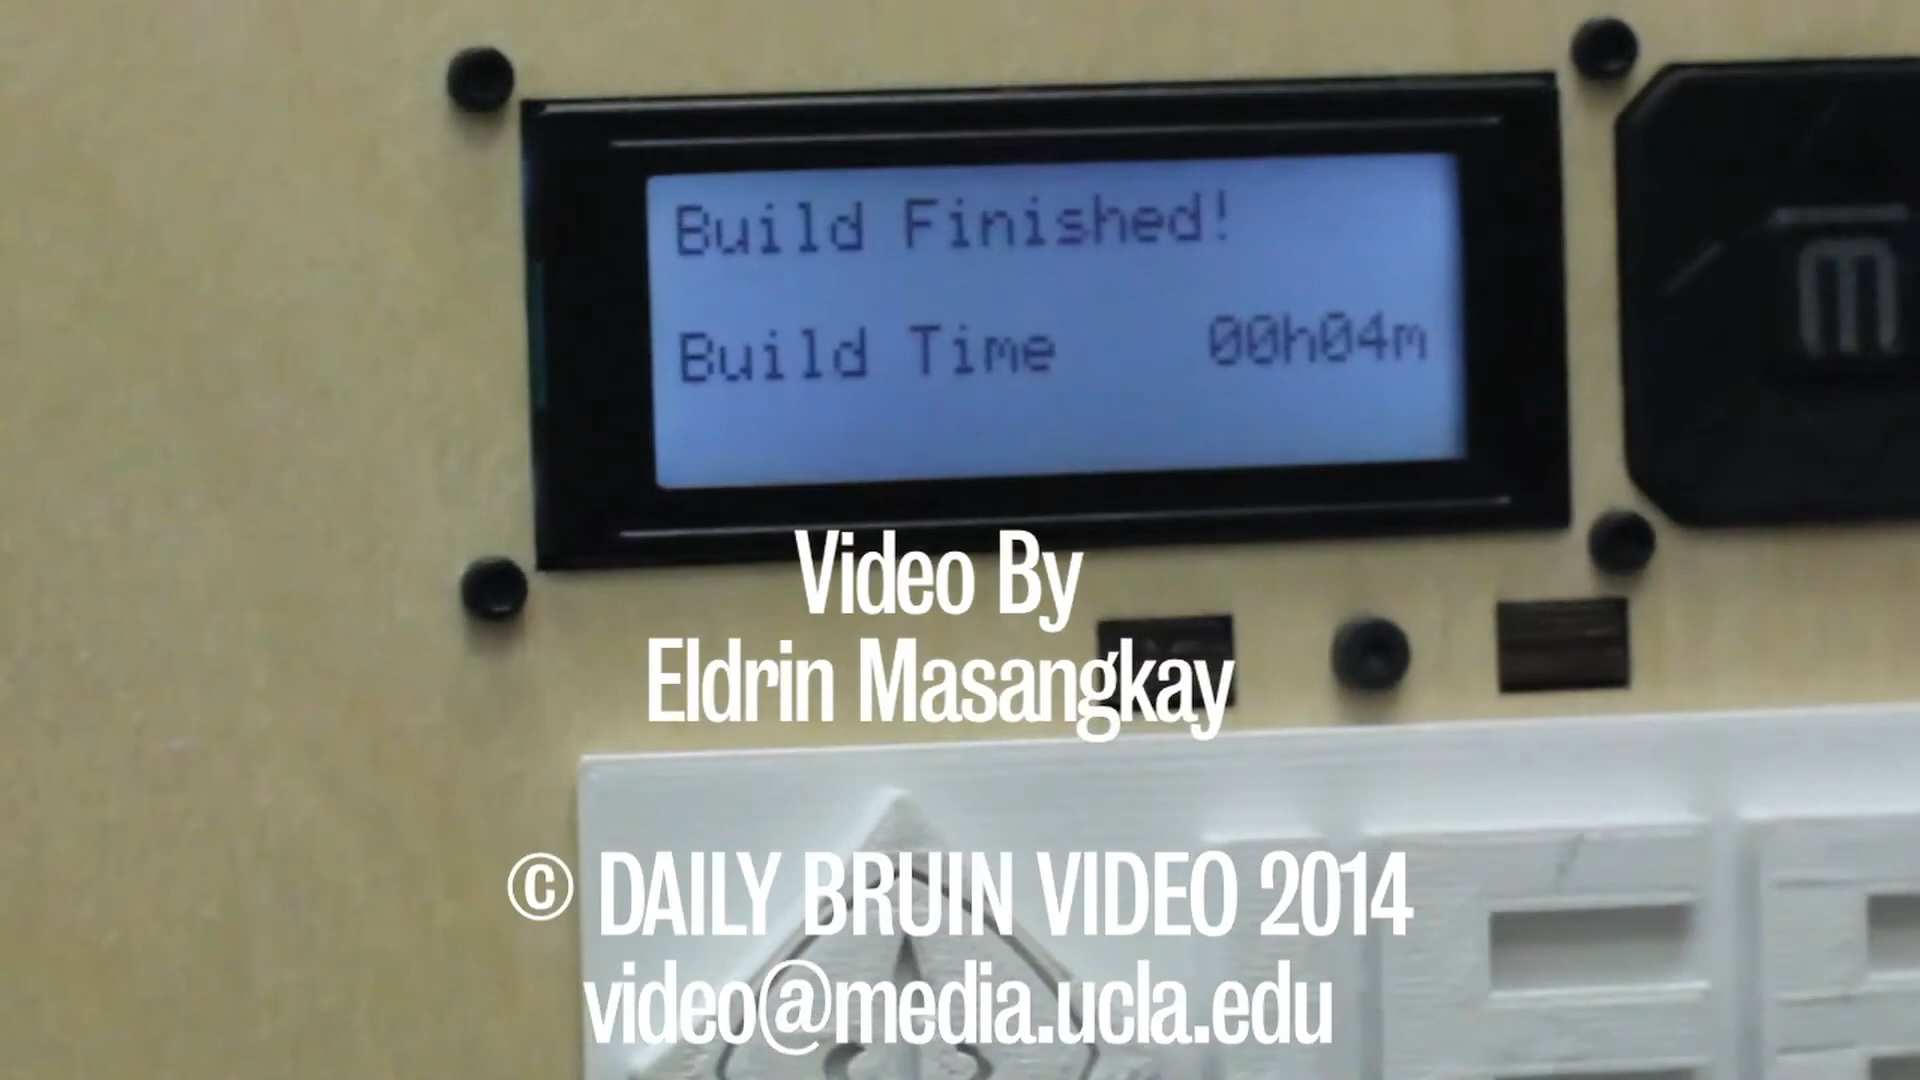 Build Finished!
Build Time 00h04m
m
Video By
Eldrin Masangkay
© DAILY BRUIN VIDEO 2014
video@media.ucla.edu